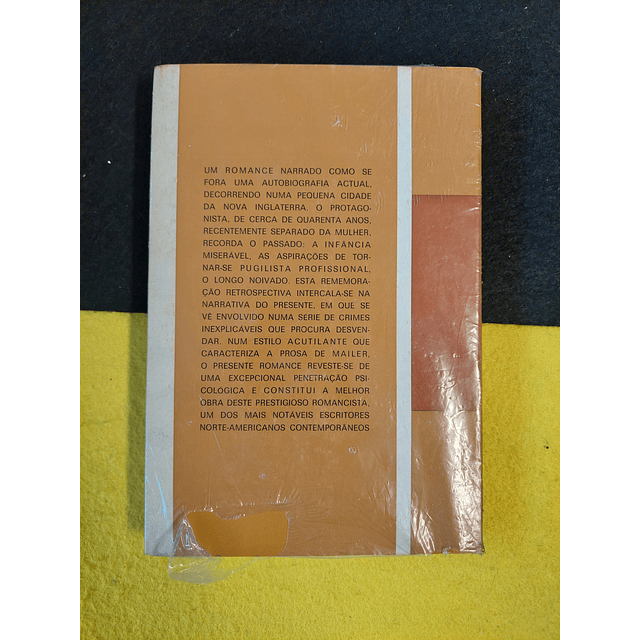 UM ROMANCE NARRADO COMO SE
FORA UMA AUTOBIOGRAFIA ACTUAL,
DECORRENDO NUMA PEQUENA CIDADE
DA NOVA INGLATERRA. O PROTAGO-
NISTA, DE CERCA DE QUARENTA ANOS,
RECENTEMENTE SEPARADO DA MULHER,
RECORDA O PASSADO: A INFÂNCIA
MISERÁVEL, AS ASPIRAÇÕES DE TOR-
NAR-SE PUGILISTA PROFISSIONAL,
O LONGO NOIVADO. ESTA REMEMORA-
ÇÃO RETROSPECTIVA INTERCALA-SE NA
NARRATIVA DO PRESENTE, EM QUE SE
VÊ ENVOLVIDO NUMA SERIE DE CRIMES
INEXPLICÁVEIS QUE PROCURA DESVEN-
DAR. NUM ESTILO ACUTILANTE QUE
CARACTERIZA A PROSA DE MAILER,
O PRESENTE ROMANCE REVESTE-SE DE
UMA EXCEPCIONAL PENETRAÇÃO PSI-
COLÓGICA E CONSTITUI A MELHOR
OBRA DESTE PRESTIGIOSO ROMANCISTA,
UM DOS MAIS NOTÁVEIS ESCRITORES
NORTE-AMERICANOS CONTEMPORÂNEOS